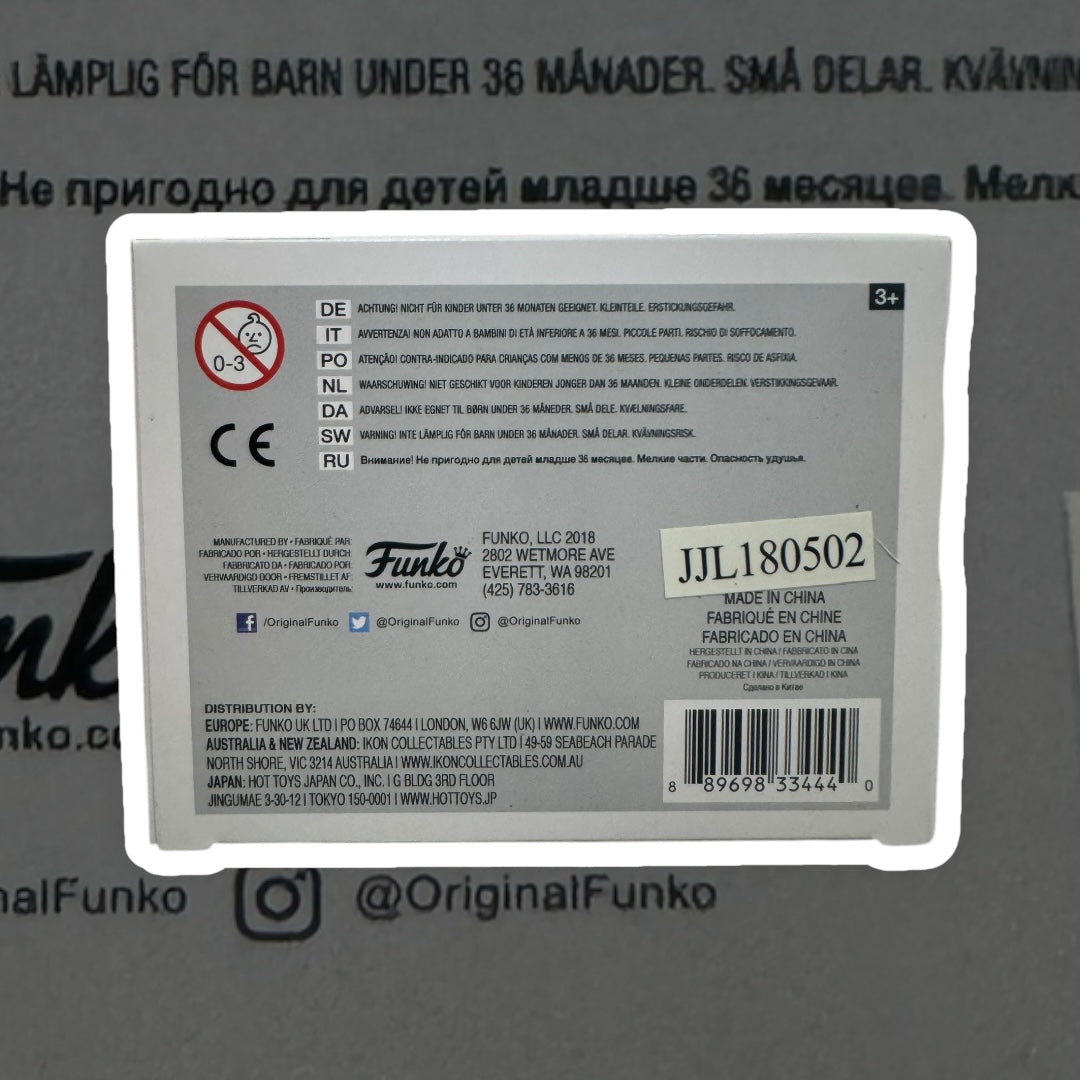 LÄMPLIG FÖR BARN UNDER 36 MÅNADER. SMÅ DELAR.
Не пригодно для детей младше 36 месяцев.
3+
0-3
DE ACHTUNG! NICHT FÜR KINDER UNTER 36 MONATEN GEEIGNET. KLEINTEILE. ERSTICKUNGSGEFAHR.
IT AVVERTENZA! NON ADATTO A BAMBINI DI ETÀ INFERIORE A 36 MESI. PICCOLE PARTI. RISCHIO DI SOFFOCAMENTO.
PO ATENÇÃO! CONTRA-INDICADO PARA CRIANÇAS COM MENOS DE 36 MESES. PEQUENAS PARTES. RISCO DE ASFIXIA.
NL WAARSCHUWING! NIET GESCHIKT VOOR KINDEREN JONGER DAN 36 MAANDEN. KLEINE ONDERDELEN. VERSTIKKINGSGEVAAR.
DA ADVARSEL! IKKE EGNET TIL BØRN UNDER 36 MÅNEDER. SMÅ DELE. KVÆLNINGSFARE.
SW VARNING! INTE LÄMPLIG FÖR BARN UNDER 36 MÅNADER. SMÅ DELAR. KVÄVNINGSRISK.
RU Внимание! Не пригодно для детей младше 36 месяцев. Мелкие части. Опасность удушья.
CE
MANUFACTURED BY • FABRIQUÉ PAR:
FABRICADO POR • HERGESTELLT DURCH:
FABBRICATO DA • FABRICADO POR:
VERVAARDIGD DOOR • FREMSTILLET AF:
TILLVERKAD AV • Производитель:
Funko
www.funko.com
FUNKO, LLC 2018
2802 WETMORE AVE
EVERETT, WA 98201
(425) 783-3616
/OriginalFunko @OriginalFunko @OriginalFunko
JJL180502
MADE IN CHINA
FABRIQUÉ EN CHINE
FABRICADO EN CHINA
HERGESTELLT IN CHINA / FABBRICATO IN CINA
FABRICADO NA CHINA / VERVAARDIGD IN CHINA
PRODUCERET I KINA / TILLVERKAD I KINA
Сделано в Китае
DISTRIBUTION BY:
EUROPE: FUNKO UK LTD | PO BOX 74644 | LONDON, W6 6JW (UK) | WWW.FUNKO.COM
AUSTRALIA & NEW ZEALAND: IKON COLLECTABLES PTY LTD | 49-59 SEABEACH PARADE
NORTH SHORE, VIC 3214 AUSTRALIA | WWW.IKONCOLLECTABLES.COM.AU
JAPAN: HOT TOYS JAPAN CO., INC. | G BLDG 3RD FLOOR
JINGUMAE 3-30-12 | TOKYO 150-0001 | WWW.HOTTOYS.JP
8 89698 33444 0
@OriginalFunko